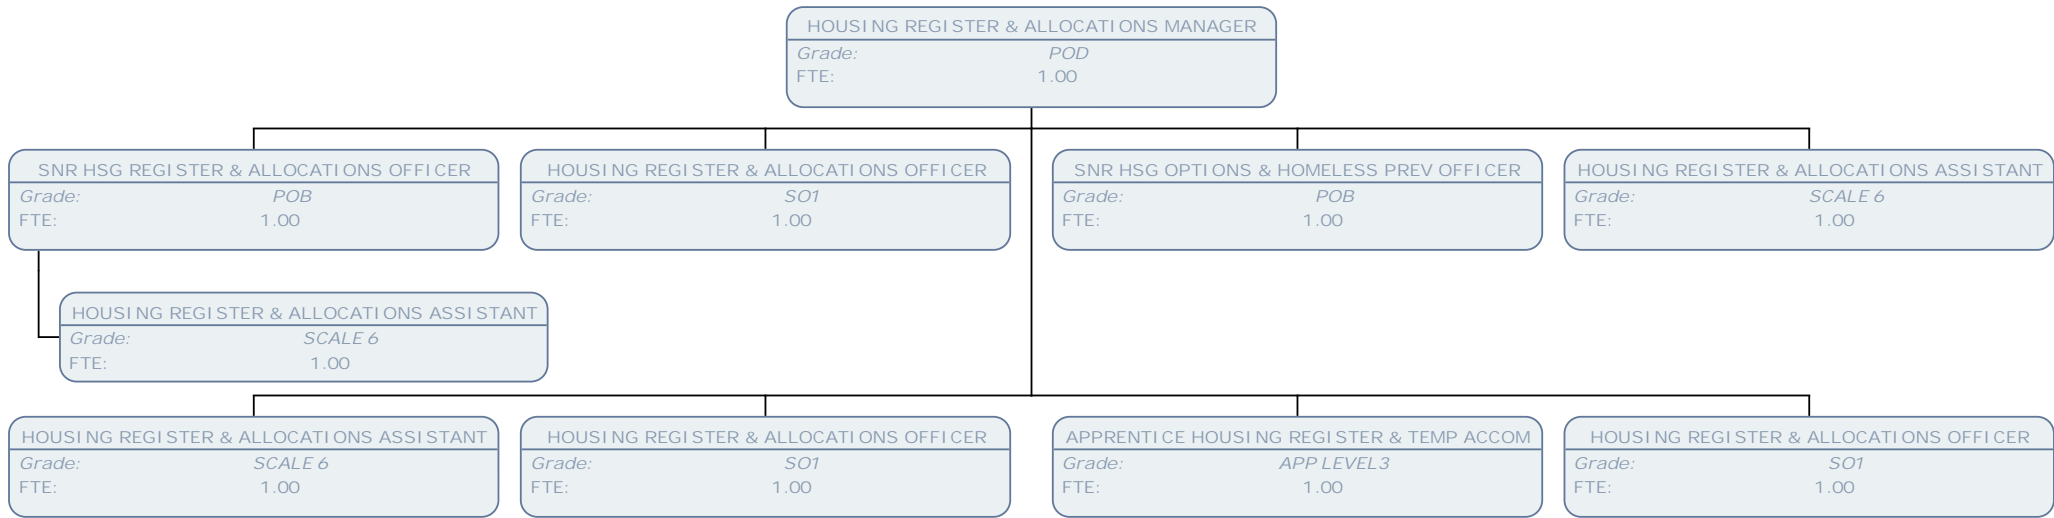 HOUSING REGISTER & ALLOCATIONS MANAGER
Grade: POD
FTE: 1.00
SNR HSG REGISTER & ALLOCATIONS OFFICER
Grade: POB
FTE: 1.00
HOUSING REGISTER & ALLOCATIONS OFFICER
Grade: SO1
FTE: 1.00
SNR HSG OPTIONS & HOMELESS PREV OFFICER
Grade: POB
FTE: 1.00
HOUSING REGISTER & ALLOCATIONS ASSISTANT
Grade: SCALE 6
FTE: 1.00
HOUSING REGISTER & ALLOCATIONS ASSISTANT
Grade: SCALE 6
FTE: 1.00
HOUSING REGISTER & ALLOCATIONS ASSISTANT
Grade: SCALE 6
FTE: 1.00
HOUSING REGISTER & ALLOCATIONS OFFICER
Grade: SO1
FTE: 1.00
APPRENTICE HOUSING REGISTER & TEMP ACCOM
Grade: APP LEVEL3
FTE: 1.00
HOUSING REGISTER & ALLOCATIONS OFFICER
Grade: SO1
FTE: 1.00